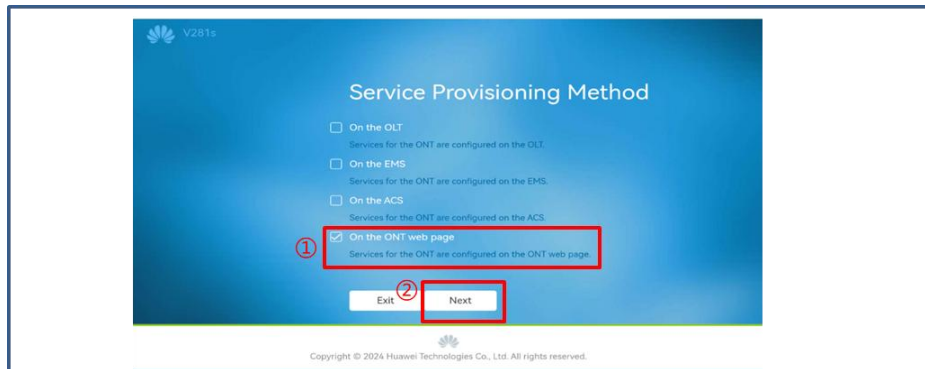 V281s
Service Provisioning Method
On the OLT
Services for the ONT are configured on the OLT.
On the EMS
Services for the ONT are configured on the EMS.
On the ACS
Services for the ONT are configured on the ACS.
① On the ONT web page
Services for the ONT are configured on the ONT web page.
Exit ② Next
Copyright © 2024 Huawei Technologies Co., Ltd. All rights reserved.